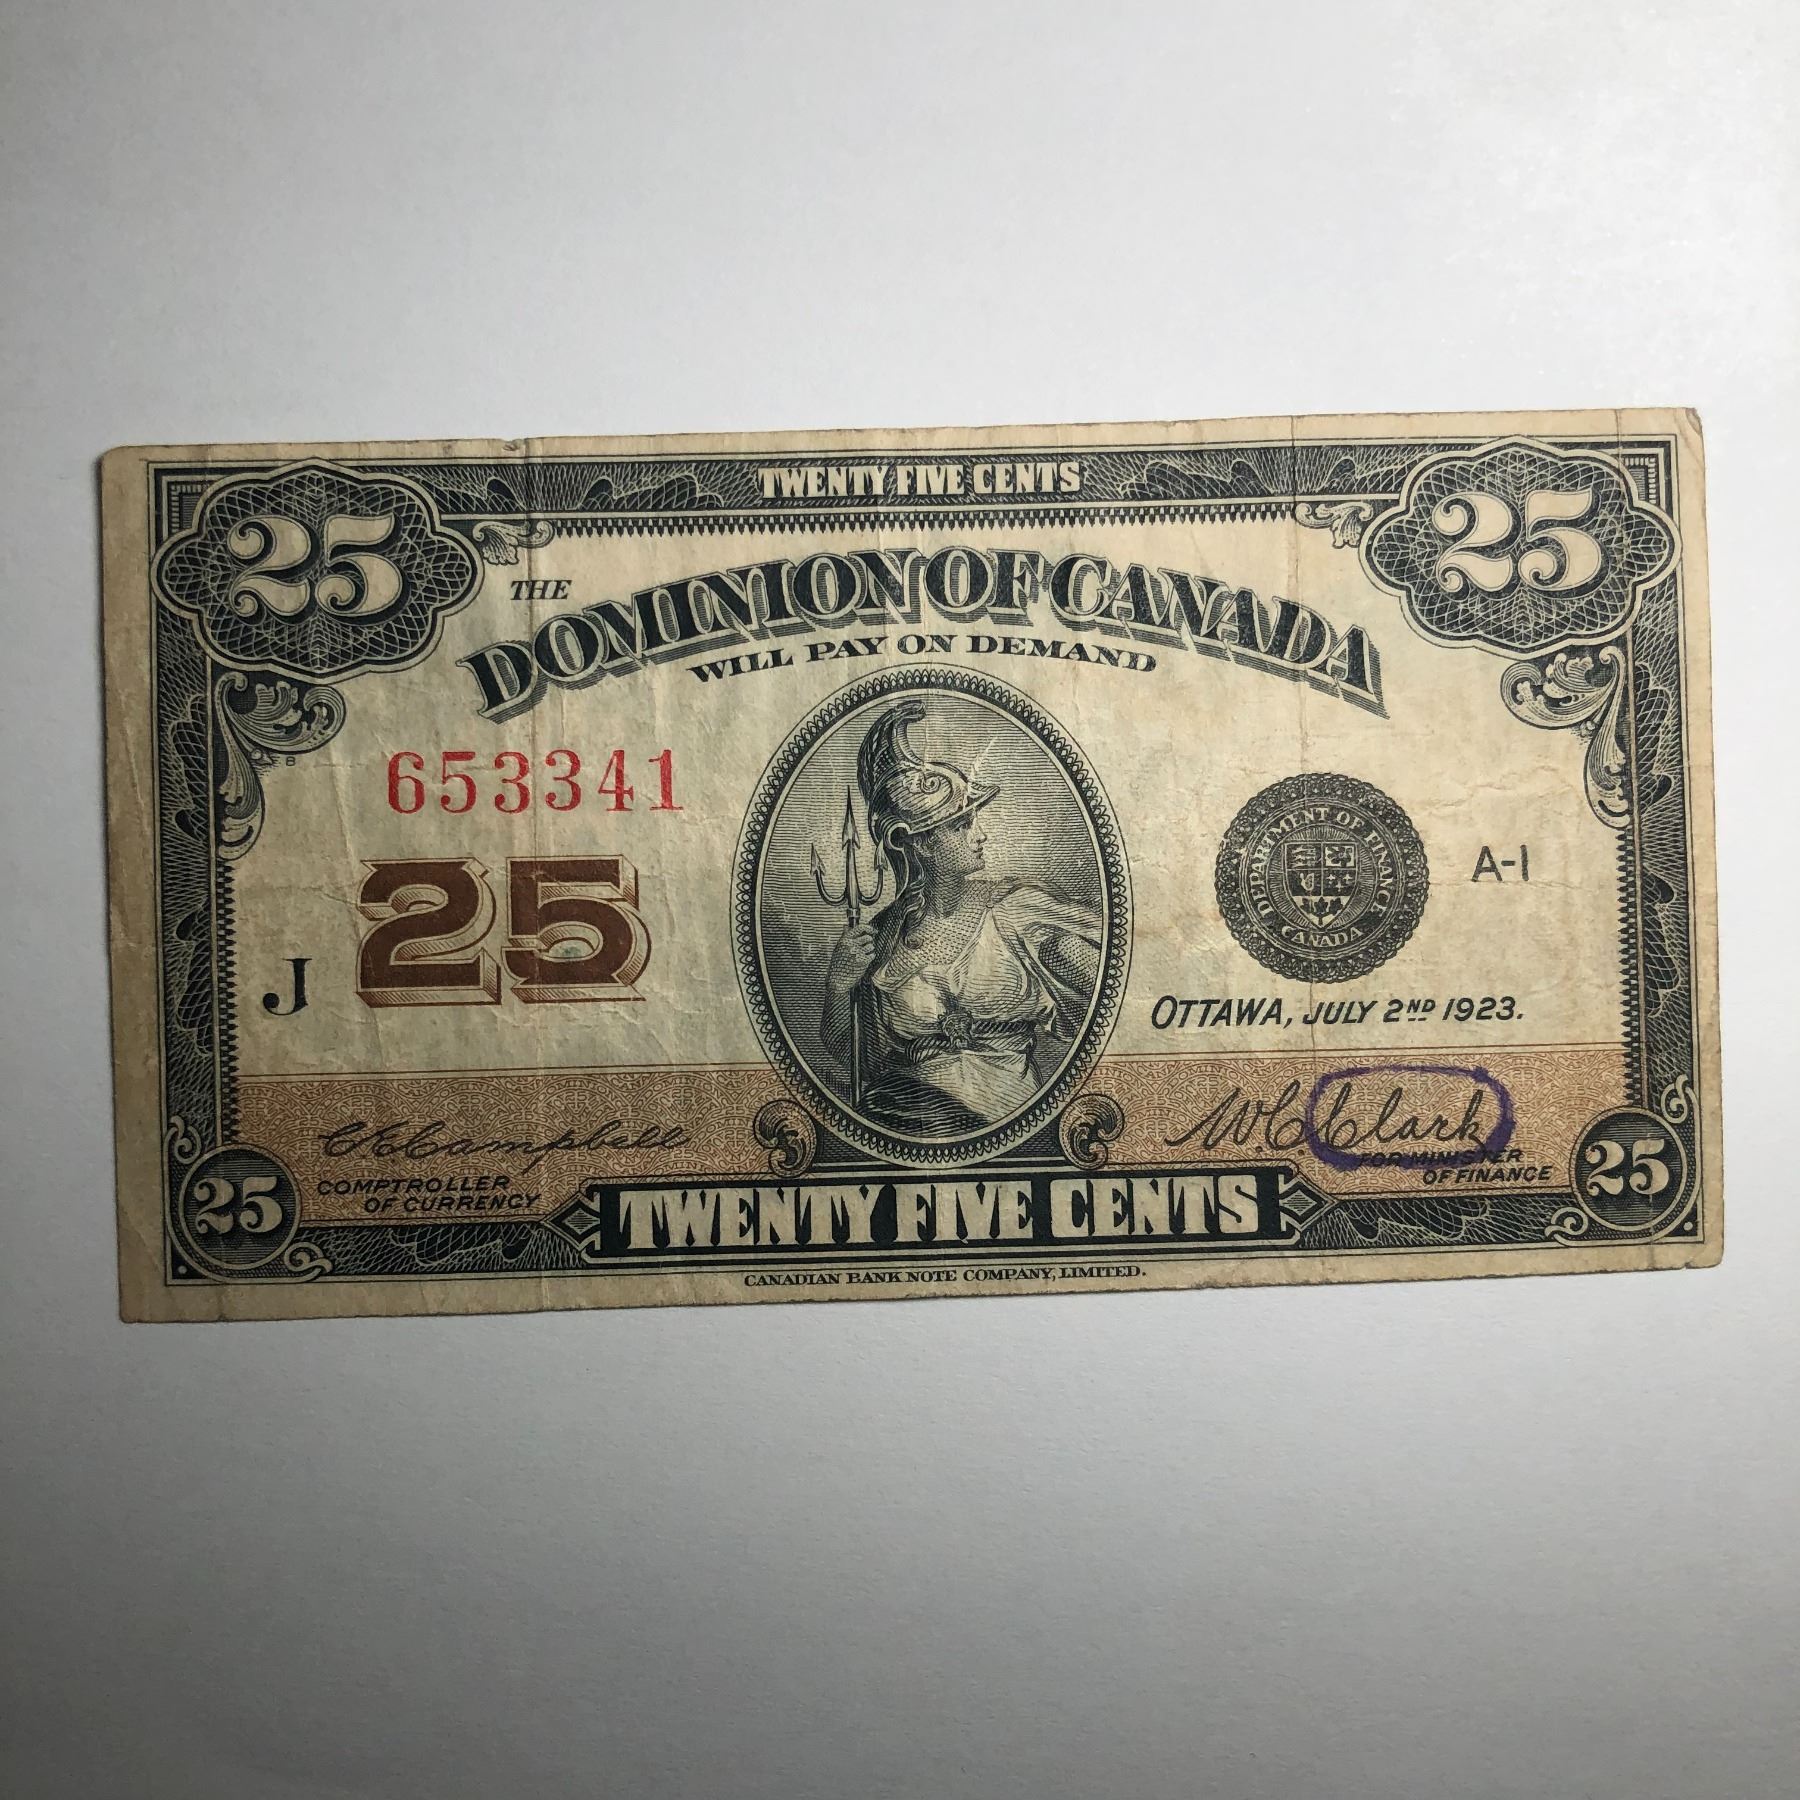 TWENTY FIVE CENTS
25 25
THE
DOMINION OF CANADA
WILL PAY ON DEMAND
653341
25
DEPARTMENT OF FINANCE
CANADA
A-1
J
OTTAWA, JULY 2ND 1923.
C E Campbell
COMPTROLLER
OF CURRENCY
W.C. Clark
FOR MINISTER
OF FINANCE
25 TWENTY FIVE CENTS 25
CANADIAN BANK NOTE COMPANY, LIMITED.